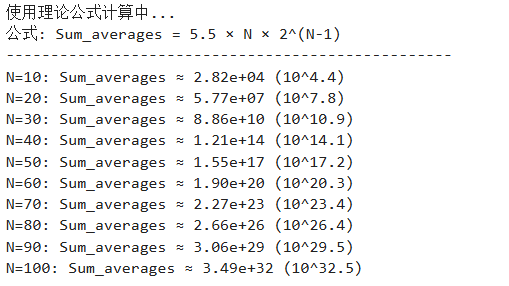 使用理论公式计算中...
公式: Sum_averages = 5.5 × N × 2^(N-1)
--------------------------------------------------
N=10: Sum_averages ≈ 2.82e+04 (10^4.4)
N=20: Sum_averages ≈ 5.77e+07 (10^7.8)
N=30: Sum_averages ≈ 8.86e+10 (10^10.9)
N=40: Sum_averages ≈ 1.21e+14 (10^14.1)
N=50: Sum_averages ≈ 1.55e+17 (10^17.2)
N=60: Sum_averages ≈ 1.90e+20 (10^20.3)
N=70: Sum_averages ≈ 2.27e+23 (10^23.4)
N=80: Sum_averages ≈ 2.66e+26 (10^26.4)
N=90: Sum_averages ≈ 3.06e+29 (10^29.5)
N=100: Sum_averages ≈ 3.49e+32 (10^32.5)